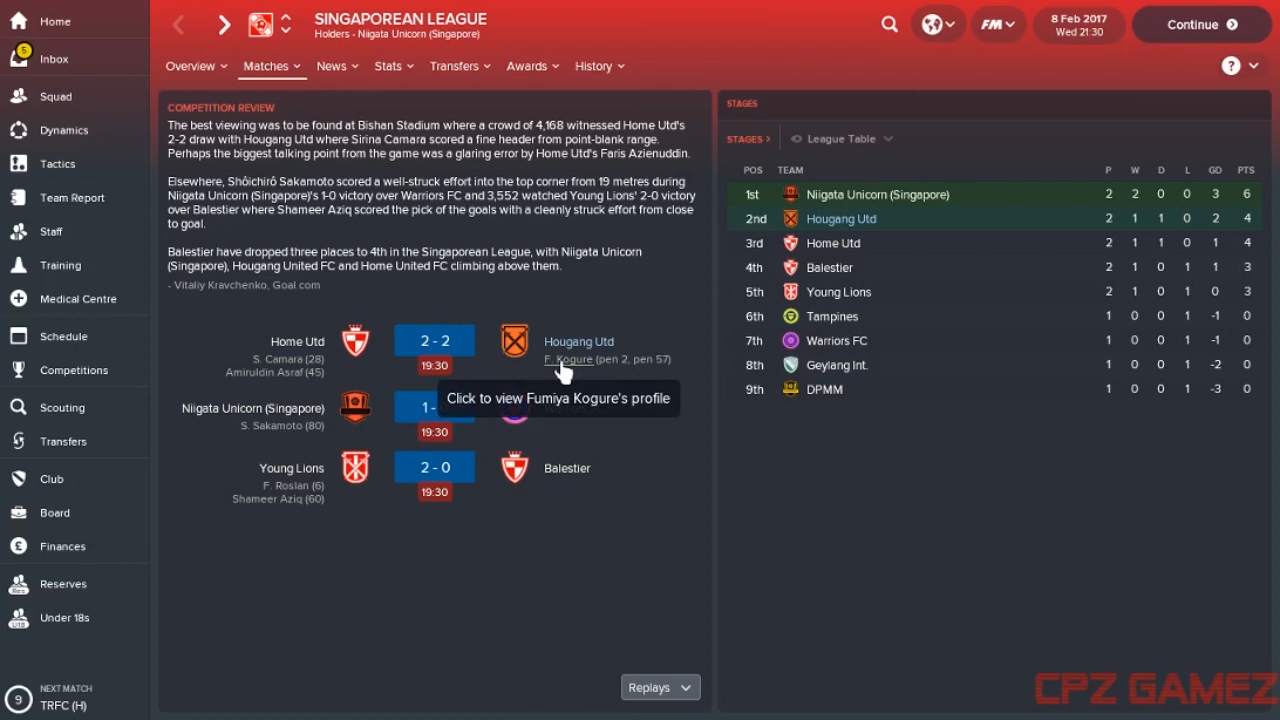 Home
5
Inbox
Squad
Dynamics
Tactics
Team Report
Staff
Training
Medical Centre
Schedule
Competitions
Scouting
Transfers
Club
Board
Finances
Res
Reserves
U18
Under 18s
9
NEXT MATCH
TRFC (H)
SINGAPOREAN LEAGUE
Holders - Niigata Unicorn (Singapore)
FM
8 Feb 2017
Wed 21:30
Continue
Overview
Matches
News
Stats
Transfers
Awards
History
?
COMPETITION REVIEW
The best viewing was to be found at Bishan Stadium where a crowd of 4,168 witnessed Home Utd's
2-2 draw with Hougang Utd where Sirina Camara scored a fine header from point-blank range.
Perhaps the biggest talking point from the game was a glaring error by Home Utd's Faris Azienuddin.
Elsewhere, Shôichirô Sakamoto scored a well-struck effort into the top corner from 19 metres during
Niigata Unicorn (Singapore)'s 1-0 victory over Warriors FC and 3,552 watched Young Lions' 2-0 victory
over Balestier where Shameer Aziq scored the pick of the goals with a cleanly struck effort from close
to goal.
Balestier have dropped three places to 4th in the Singaporean League, with Niigata Unicorn
(Singapore), Hougang United FC and Home United FC climbing above them.
- Vitaliy Kravchenko, Goal.com
Home Utd 2 - 2 Hougang Utd
S. Camara (28) 19:30 F. Kogure (pen 2, pen 57)
Amiruldin Asraf (45)
Click to view Fumiya Kogure's profile
Niigata Unicorn (Singapore) 1 -
S. Sakamoto (80) 19:30
Young Lions 2 - 0 Balestier
F. Roslan (6) 19:30
Shameer Aziq (60)
Replays
STAGES
STAGES > League Table
POS TEAM P W D L GD PTS
1st Niigata Unicorn (Singapore) 2 2 0 0 3 6
2nd Hougang Utd 2 1 1 0 2 4
3rd Home Utd 2 1 1 0 1 4
4th Balestier 2 1 0 1 1 3
5th Young Lions 2 1 0 1 0 3
6th Tampines 1 0 0 1 -1 0
7th Warriors FC 1 0 0 1 -1 0
8th Geylang Int. 1 0 0 1 -2 0
9th DPMM 1 0 0 1 -3 0
CPZ GAMEZ